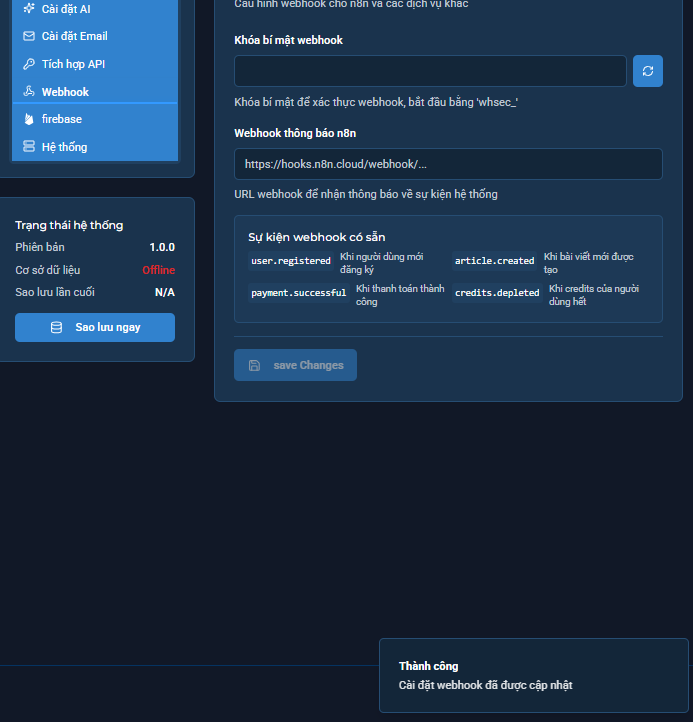 Cài đặt AI
Cài đặt Email
Tích hợp API
Webhook
firebase
Hệ thống
Trạng thái hệ thống
Phiên bản 1.0.0
Cơ sở dữ liệu Offline
Sao lưu lần cuối N/A
Sao lưu ngay
Cấu hình webhook cho n8n và các dịch vụ khác
Khóa bí mật webhook
Khóa bí mật để xác thực webhook, bắt đầu bằng 'whsec_'
Webhook thông báo n8n
https://hooks.n8n.cloud/webhook/...
URL webhook để nhận thông báo về sự kiện hệ thống
Sự kiện webhook có sẵn
user.registered Khi người dùng mới
đăng ký
article.created Khi bài viết mới được
tạo
payment.successful Khi thanh toán thành
công
credits.depleted Khi credits của người
dùng hết
save Changes
Thành công
Cài đặt webhook đã được cập nhật